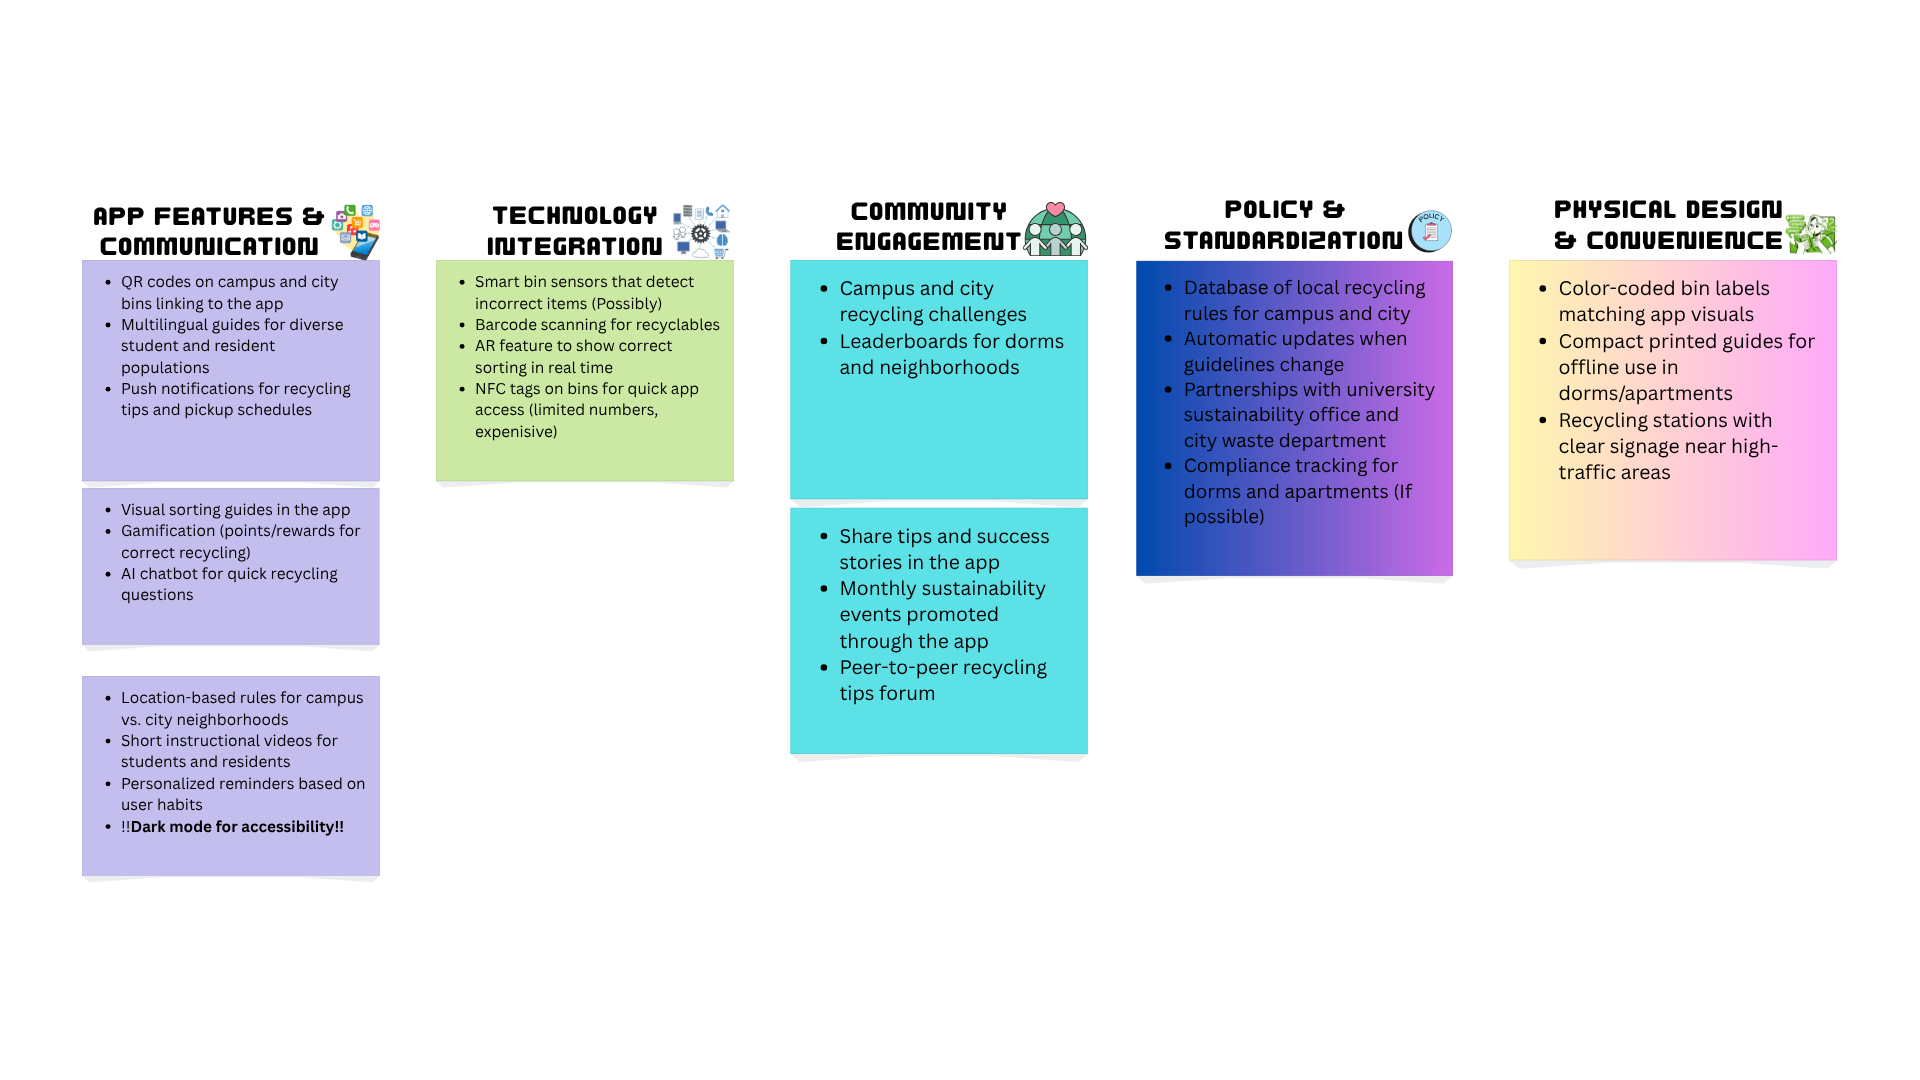 APP FEATURES &
COMMUNICATION
• QR codes on campus and city
bins linking to the app
• Multilingual guides for diverse
student and resident
populations
• Push notifications for recycling
tips and pickup schedules
• Visual sorting guides in the app
• Gamification (points/rewards for
correct recycling)
• AI chatbot for quick recycling
questions
• Location-based rules for campus
vs. city neighborhoods
• Short instructional videos for
students and residents
• Personalized reminders based on
user habits
• !!Dark mode for accessibility!!
TECHNOLOGY
INTEGRATION
• Smart bin sensors that detect
incorrect items (Possibly)
• Barcode scanning for recyclables
• AR feature to show correct
sorting in real time
• NFC tags on bins for quick app
access (limited numbers,
expenisive)
COMMUNITY
ENGAGEMENT
• Campus and city
recycling challenges
• Leaderboards for dorms
and neighborhoods
• Share tips and success
stories in the app
• Monthly sustainability
events promoted
through the app
• Peer-to-peer recycling
tips forum
POLICY &
STANDARDIZATION
POLICY
• Database of local recycling
rules for campus and city
• Automatic updates when
guidelines change
• Partnerships with university
sustainability office and
city waste department
• Compliance tracking for
dorms and apartments (If
possible)
PHYSICAL DESIGN
& CONVENIENCE
• Color-coded bin labels
matching app visuals
• Compact printed guides for
offline use in
dorms/apartments
• Recycling stations with
clear signage near high-
traffic areas